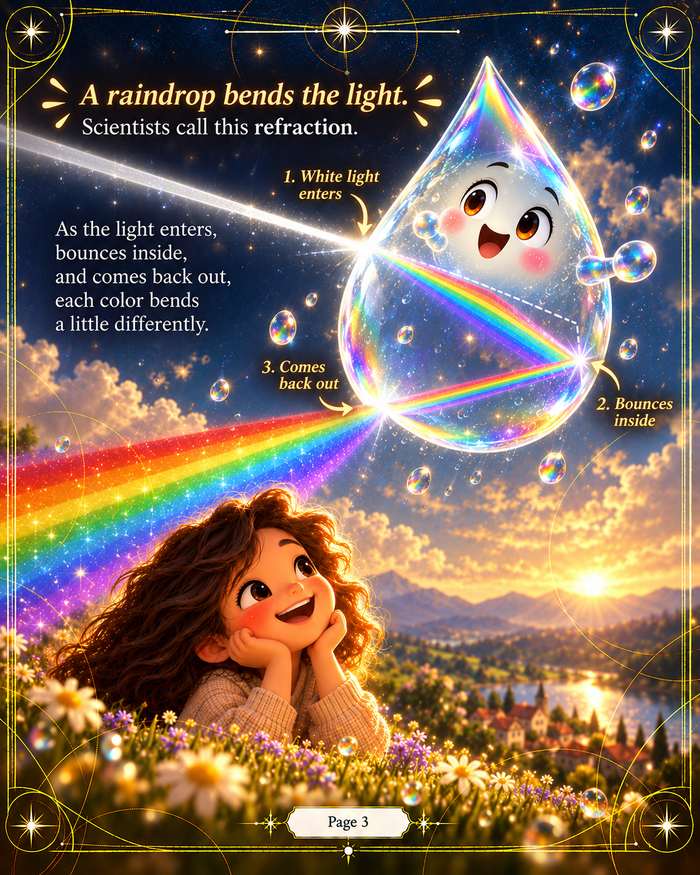 A raindrop bends the light.
Scientists call this refraction.
1. White light
enters
As the light enters,
bounces inside,
and comes back out,
each color bends
a little differently.
3. Comes
back out
2. Bounces
inside
Page 3